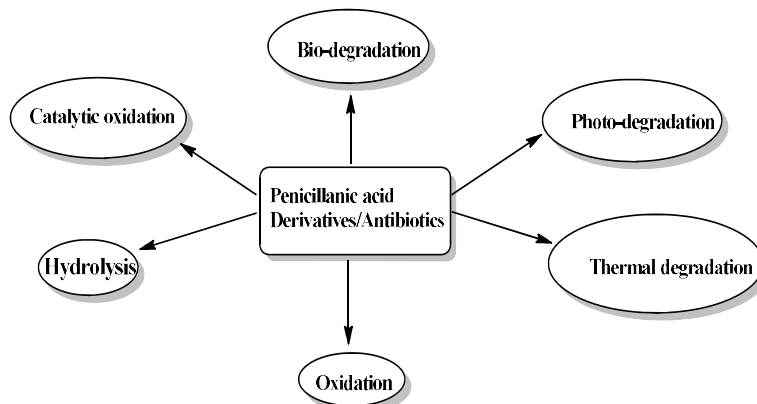 Bio-degradation
Catalytic oxidation
Photo-degradation
Penicillanic acid
Derivatives/Antibiotics
Hydrolysis
Thermal degradation
Oxidation